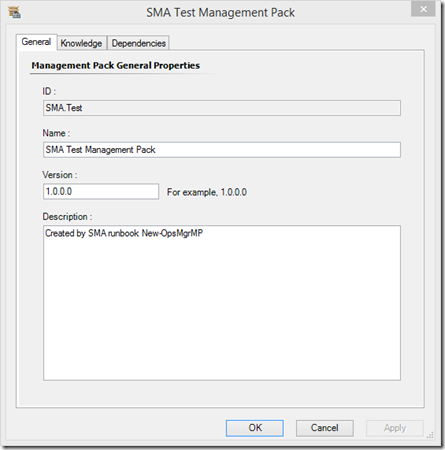 SMA Test Management Pack
General Knowledge Dependencies
Management Pack General Properties
ID :
SMA.Test
Name :
SMA Test Management Pack
Version :
1.0.0.0 For example, 1.0.0.0
Description :
Created by SMA runbook New-OpsMgrMP
OK Cancel Apply